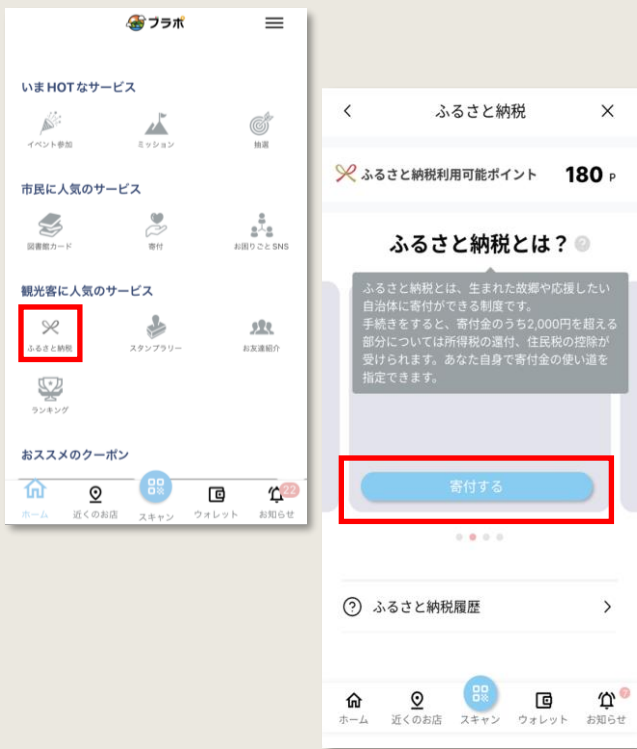 プラポ
いまHOTなサービス
イベント参加
ミッション
抽選
市民に人気のサービス
図書館カード
寄付
お困りごとSNS
観光客に人気のサービス
ふるさと納税
スタンプラリー
お友達紹介
ランキング
おススメのクーポン
22
ホーム
近くのお店
スキャン
ウォレット
お知らせ
ふるさと納税
ふるさと納税利用可能ポイント 180 P
ふるさと納税とは？
ふるさと納税とは、生まれた故郷や応援したい
自治体に寄付ができる制度です。
手続きをすると、寄付金のうち2,000円を超える
部分については所得税の還付、住民税の控除が
受けられます。あなた自身で寄付金の使い道を
指定できます。
寄付する
ふるさと納税履歴
ホーム
近くのお店
スキャン
ウォレット
お知らせ